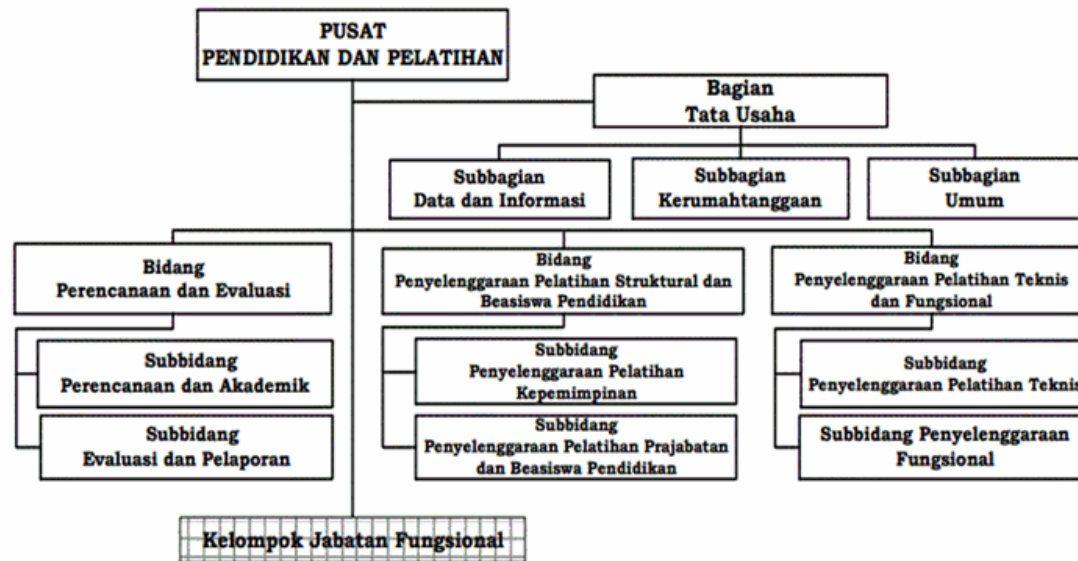 PUSAT
PENDIDIKAN DAN PELATIHAN
Bagian
Tata Usaha
Subbagian
Data dan Informasi
Subbagian
Kerumahtanggaan
Subbagian
Umum
Bidang
Perencanaan dan Evaluasi
Bidang
Penyelenggaraan Pelatihan Struktural dan
Beasiswa Pendidikan
Bidang
Penyelenggaraan Pelatihan Teknis
dan Fungsional
Subbidang
Perencanaan dan Akademik
Subbidang
Penyelenggaraan Pelatihan
Kepemimpinan
Subbidang
Penyelenggaraan Pelatihan Teknis
Subbidang
Evaluasi dan Pelaporan
Subbidang
Penyelenggaraan Pelatihan Prajabatan
dan Beasiswa Pendidikan
Subbidang Penyelenggaraan
Fungsional
Kelompok Jabatan Fungsional